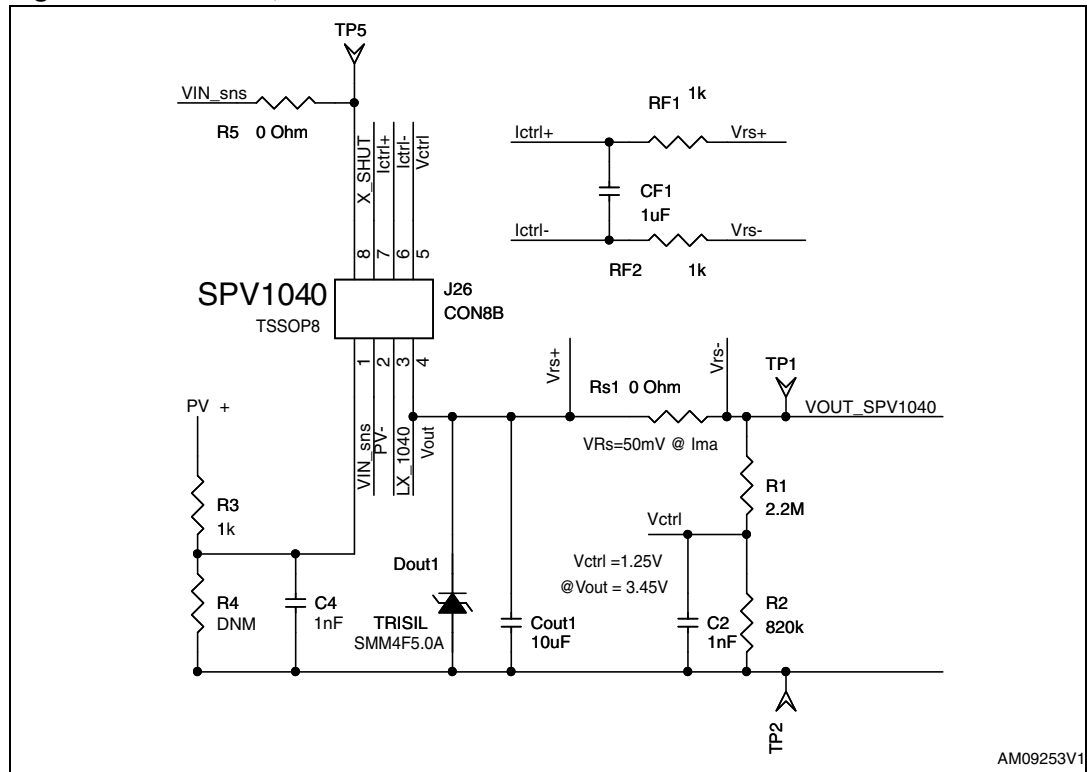 TP5
VIN_sns
R5 0 Ohm
X_SHUT
Ictrl+
Ictrl-
Vctrl
8
7
6
5
SPV1040
TSSOP8
J26
CON8B
1
2
3
4
VIN_sns
PV-
LX_1040
Vout
RF1 1k
Ictrl+ Vrs+
CF1
1uF
Ictrl- Vrs-
RF2 1k
Vrs+
Rs1 0 Ohm
Vrs-
TP1
VOUT_SPV1040
VRs=50mV @ Ima
PV +
R3
1k
R1
2.2M
Vctrl
Vctrl =1.25V
@Vout = 3.45V
R4
DNM
C4
1nF
Dout1
TRISIL
SMM4F5.0A
Cout1
10uF
C2
1nF
R2
820k
TP2
AM09253V1